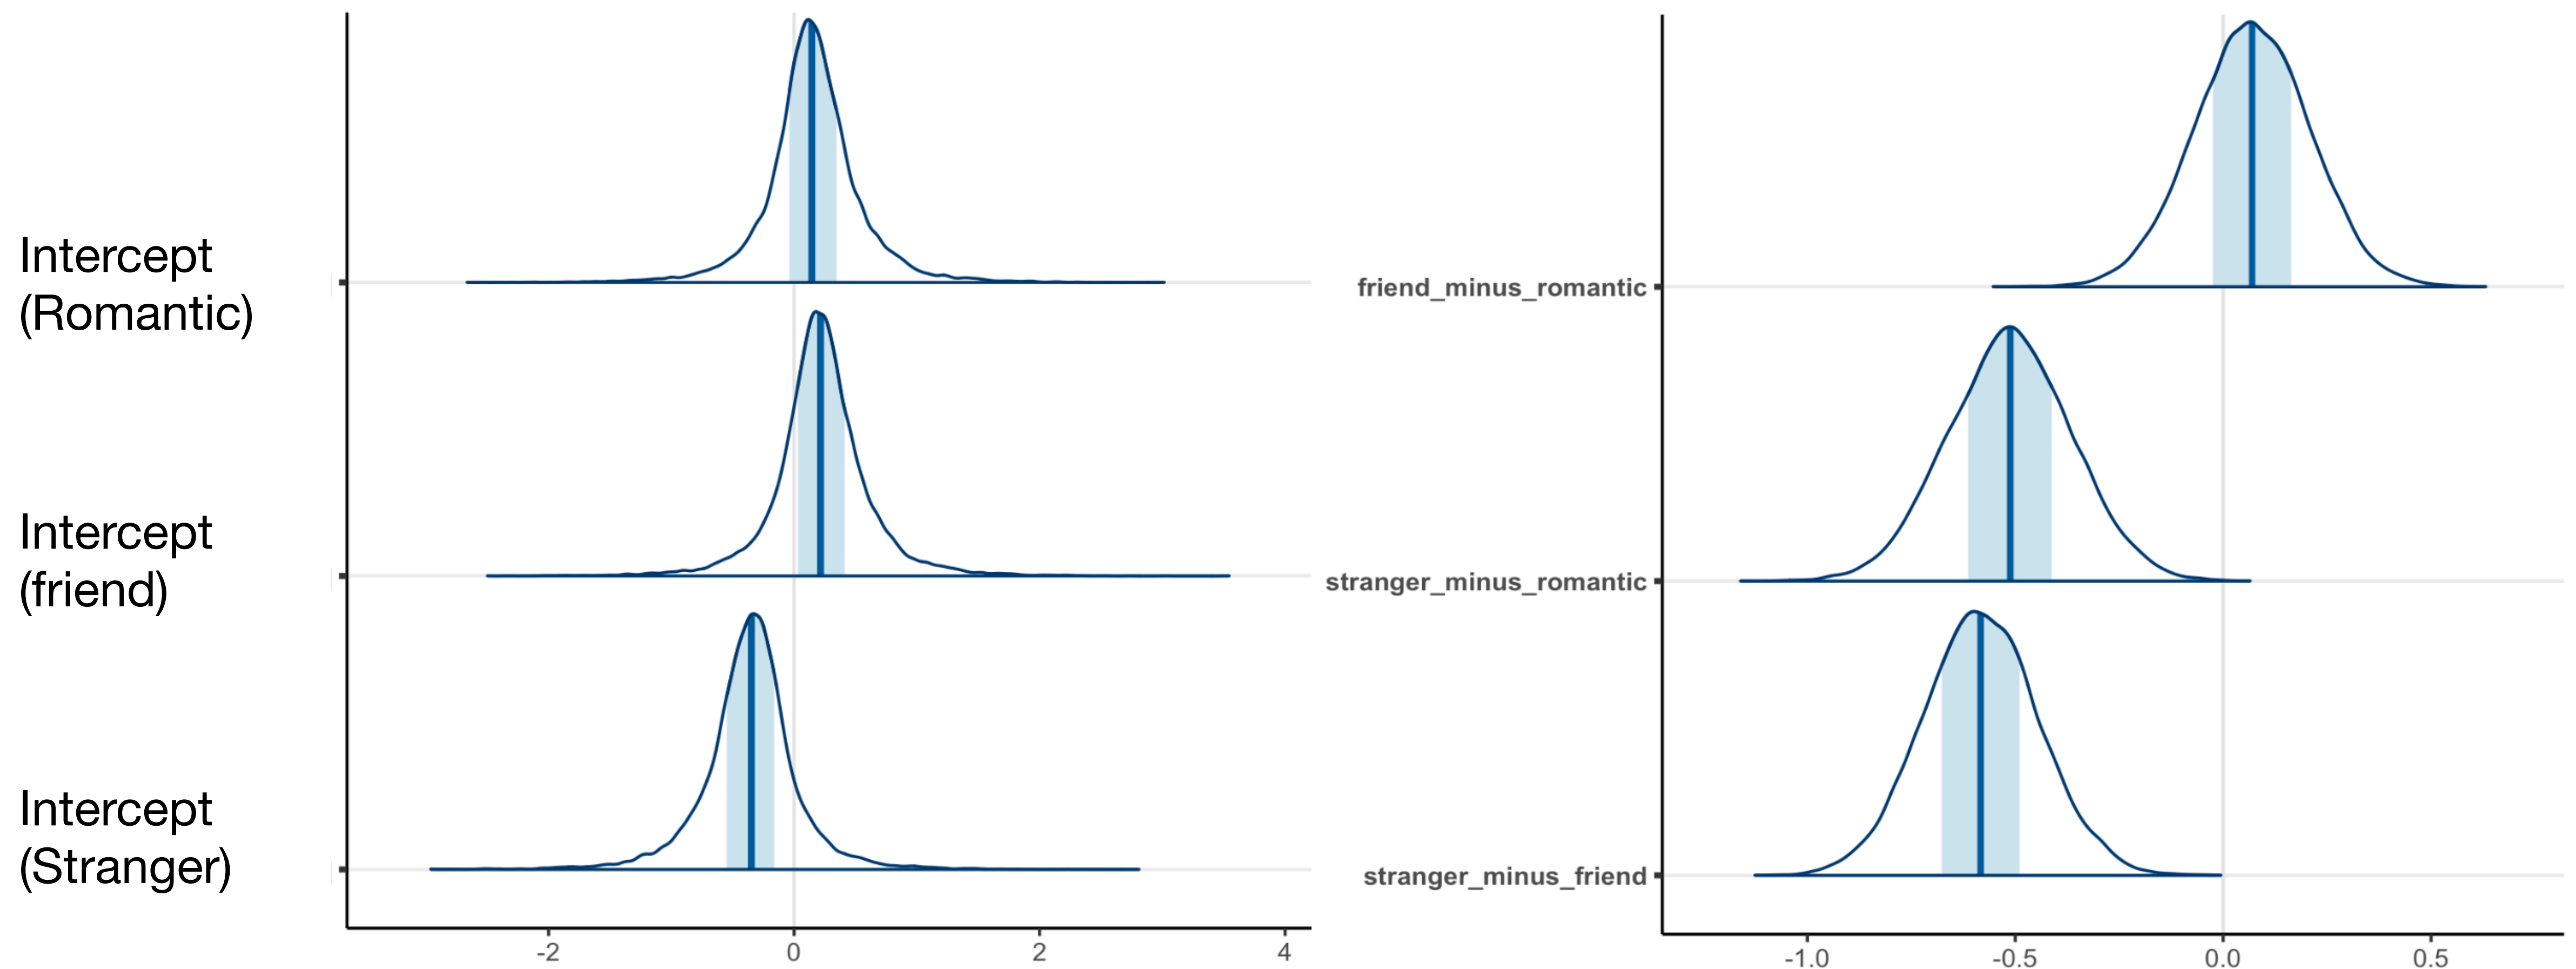 Intercept
(Romantic)
Intercept
(friend)
Intercept
(Stranger)
-2 0 2 4
friend_minus_romantic
stranger_minus_romantic
stranger_minus_friend
-1.0 -0.5 0.0 0.5